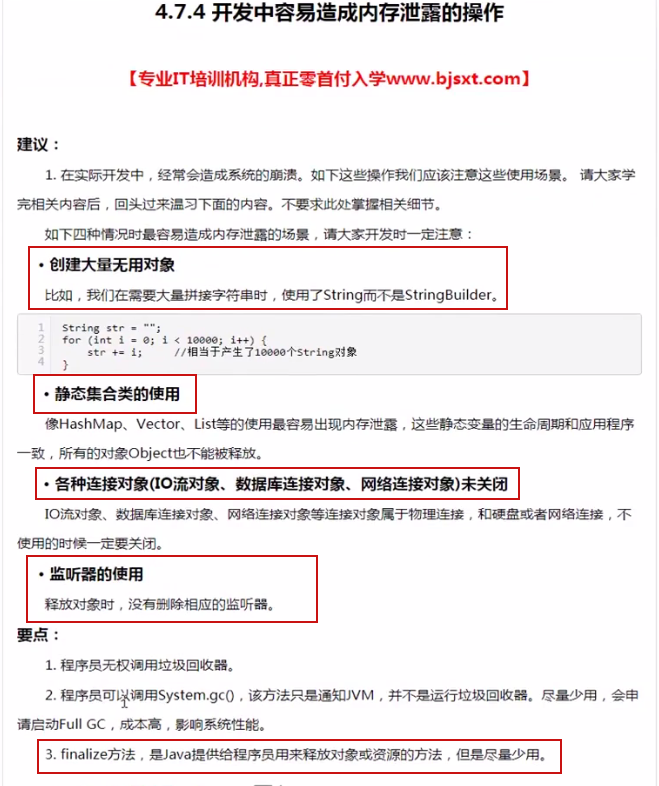 4.7.4 开发中容易造成内存泄露的操作
【专业IT培训机构,真正零首付入学www.bjsxt.com】
建议：
1. 在实际开发中，经常会造成系统的崩溃。如下这些操作我们应该注意这些使用场景。 请大家学
完相关内容后，回头过来温习下面的内容。不要求此处掌握相关细节。
如下四种情况时最容易造成内存泄露的场景，请大家开发时一定注意：
• 创建大量无用对象
比如，我们在需要大量拼接字符串时，使用了String而不是StringBuilder。
1 String str = "";
2 for (int i = 0; i < 10000; i++) {
3 str += i; //相当于产生了10000个String对象
4 }
• 静态集合类的使用
像HashMap、Vector、List等的使用最容易出现内存泄露，这些静态变量的生命周期和应用程序
一致，所有的对象Object也不能被释放。
• 各种连接对象(IO流对象、数据库连接对象、网络连接对象)未关闭
IO流对象、数据库连接对象、网络连接对象等连接对象属于物理连接，和硬盘或者网络连接，不
使用的时候一定要关闭。
• 监听器的使用
释放对象时，没有删除相应的监听器。
要点：
1. 程序员无权调用垃圾回收器。
2. 程序员可以调用System.gc()，该方法只是通知JVM，并不是运行垃圾回收器。尽量少用，会申
请启动Full GC，成本高，影响系统性能。
3. finalize方法，是Java提供给程序员用来释放对象或资源的方法，但是尽量少用。